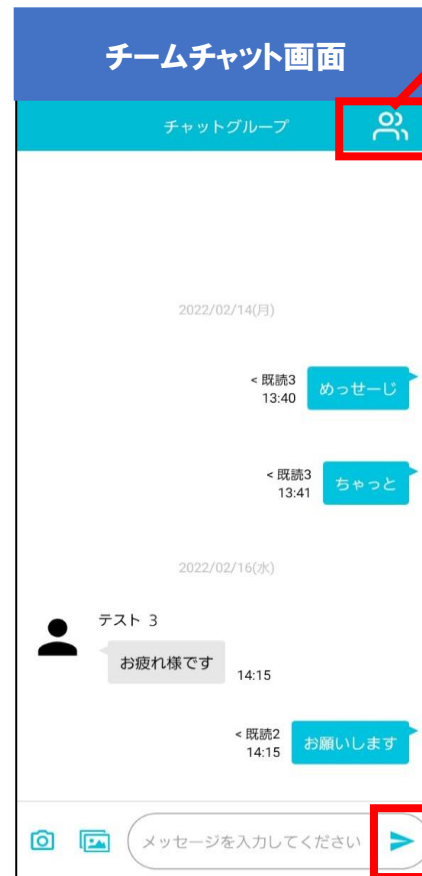 チームチャット画面
チャットグループ
2022/02/14(月)
< 既読3
13:40
めっせーじ
< 既読3
13:41
ちゃっと
2022/02/16(水)
テスト 3
お疲れ様です
14:15
< 既読2
14:15
お願いします
メッセージを入力してください